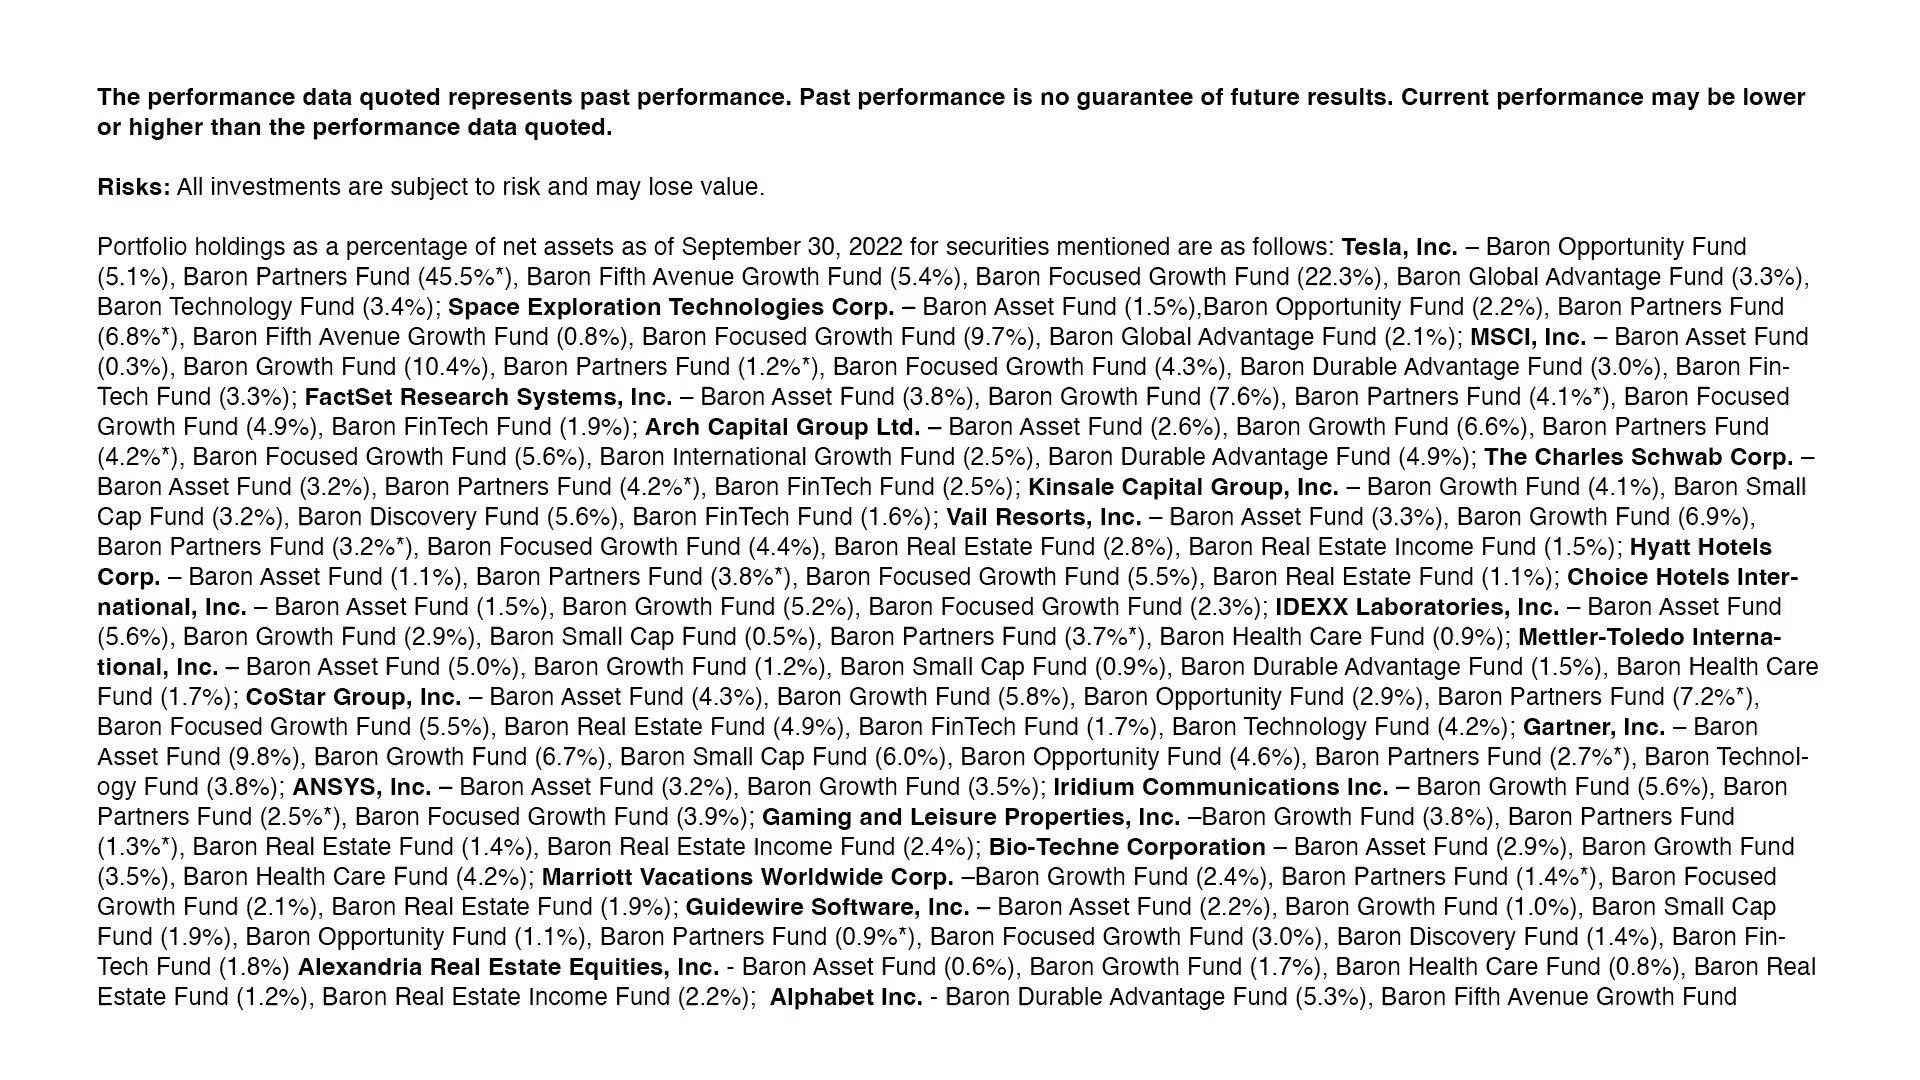 The performance data quoted represents past performance. Past performance is no guarantee of future results. Current performance may be lower
or higher than the performance data quoted.
Risks: All investments are subject to risk and may lose value.
Portfolio holdings as a percentage of net assets as of September 30, 2022 for securities mentioned are as follows: Tesla, Inc. – Baron Opportunity Fund
(5.1%), Baron Partners Fund (45.5%*), Baron Fifth Avenue Growth Fund (5.4%), Baron Focused Growth Fund (22.3%), Baron Global Advantage Fund (3.3%),
Baron Technology Fund (3.4%); Space Exploration Technologies Corp. – Baron Asset Fund (1.5%),Baron Opportunity Fund (2.2%), Baron Partners Fund
(6.8%*), Baron Fifth Avenue Growth Fund (0.8%), Baron Focused Growth Fund (9.7%), Baron Global Advantage Fund (2.1%); MSCI, Inc. – Baron Asset Fund
(0.3%), Baron Growth Fund (10.4%), Baron Partners Fund (1.2%*), Baron Focused Growth Fund (4.3%), Baron Durable Advantage Fund (3.0%), Baron Fin-
Tech Fund (3.3%); FactSet Research Systems, Inc. – Baron Asset Fund (3.8%), Baron Growth Fund (7.6%), Baron Partners Fund (4.1%*), Baron Focused
Growth Fund (4.9%), Baron FinTech Fund (1.9%); Arch Capital Group Ltd. – Baron Asset Fund (2.6%), Baron Growth Fund (6.6%), Baron Partners Fund
(4.2%*), Baron Focused Growth Fund (5.6%), Baron International Growth Fund (2.5%), Baron Durable Advantage Fund (4.9%); The Charles Schwab Corp. –
Baron Asset Fund (3.2%), Baron Partners Fund (4.2%*), Baron FinTech Fund (2.5%); Kinsale Capital Group, Inc. – Baron Growth Fund (4.1%), Baron Small
Cap Fund (3.2%), Baron Discovery Fund (5.6%), Baron FinTech Fund (1.6%); Vail Resorts, Inc. – Baron Asset Fund (3.3%), Baron Growth Fund (6.9%),
Baron Partners Fund (3.2%*), Baron Focused Growth Fund (4.4%), Baron Real Estate Fund (2.8%), Baron Real Estate Income Fund (1.5%); Hyatt Hotels
Corp. – Baron Asset Fund (1.1%), Baron Partners Fund (3.8%*), Baron Focused Growth Fund (5.5%), Baron Real Estate Fund (1.1%); Choice Hotels Inter-
national, Inc. – Baron Asset Fund (1.5%), Baron Growth Fund (5.2%), Baron Focused Growth Fund (2.3%); IDEXX Laboratories, Inc. – Baron Asset Fund
(5.6%), Baron Growth Fund (2.9%), Baron Small Cap Fund (0.5%), Baron Partners Fund (3.7%*), Baron Health Care Fund (0.9%); Mettler-Toledo Interna-
tional, Inc. – Baron Asset Fund (5.0%), Baron Growth Fund (1.2%), Baron Small Cap Fund (0.9%), Baron Durable Advantage Fund (1.5%), Baron Health Care
Fund (1.7%); CoStar Group, Inc. – Baron Asset Fund (4.3%), Baron Growth Fund (5.8%), Baron Opportunity Fund (2.9%), Baron Partners Fund (7.2%*),
Baron Focused Growth Fund (5.5%), Baron Real Estate Fund (4.9%), Baron FinTech Fund (1.7%), Baron Technology Fund (4.2%); Gartner, Inc. – Baron
Asset Fund (9.8%), Baron Growth Fund (6.7%), Baron Small Cap Fund (6.0%), Baron Opportunity Fund (4.6%), Baron Partners Fund (2.7%*), Baron Technol-
ogy Fund (3.8%); ANSYS, Inc. – Baron Asset Fund (3.2%), Baron Growth Fund (3.5%); Iridium Communications Inc. – Baron Growth Fund (5.6%), Baron
Partners Fund (2.5%*), Baron Focused Growth Fund (3.9%); Gaming and Leisure Properties, Inc. –Baron Growth Fund (3.8%), Baron Partners Fund
(1.3%*), Baron Real Estate Fund (1.4%), Baron Real Estate Income Fund (2.4%); Bio-Techne Corporation – Baron Asset Fund (2.9%), Baron Growth Fund
(3.5%), Baron Health Care Fund (4.2%); Marriott Vacations Worldwide Corp. –Baron Growth Fund (2.4%), Baron Partners Fund (1.4%*), Baron Focused
Growth Fund (2.1%), Baron Real Estate Fund (1.9%); Guidewire Software, Inc. – Baron Asset Fund (2.2%), Baron Growth Fund (1.0%), Baron Small Cap
Fund (1.9%), Baron Opportunity Fund (1.1%), Baron Partners Fund (0.9%*), Baron Focused Growth Fund (3.0%), Baron Discovery Fund (1.4%), Baron Fin-
Tech Fund (1.8%) Alexandria Real Estate Equities, Inc. - Baron Asset Fund (0.6%), Baron Growth Fund (1.7%), Baron Health Care Fund (0.8%), Baron Real
Estate Fund (1.2%), Baron Real Estate Income Fund (2.2%); Alphabet Inc. - Baron Durable Advantage Fund (5.3%), Baron Fifth Avenue Growth Fund